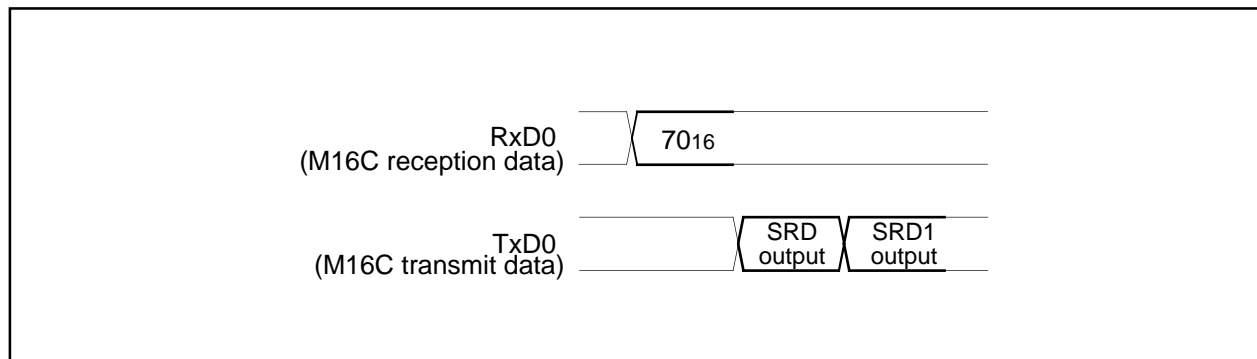 RxD0
(M16C reception data)
7016
TxD0
(M16C transmit data)
SRD
output
SRD1
output